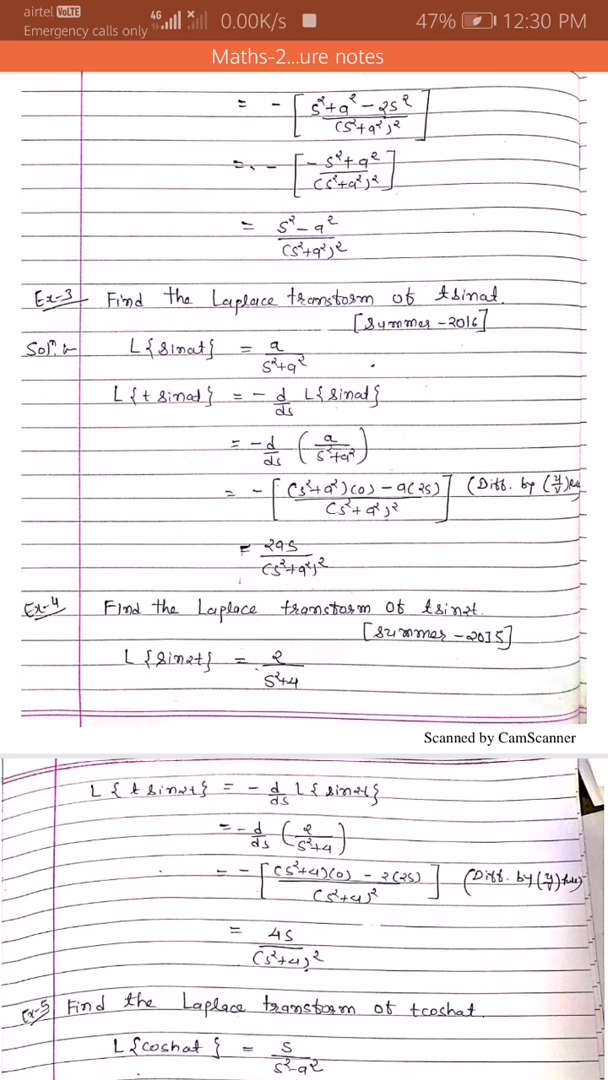 airtel VoLTE 4G 0.00K/s 47% 12:30 PM
Emergency calls only
Maths-2...ure notes
= - [ s²+a² - 2s² / (s²+a²)² ]
= - [ -s²+a² / (s²+a²)² ]
= s² - a² / (s²+a²)²
Ex-3 Find the Laplace transform of tsinat.
[Summer - 2016]
Solⁿ:- L{sinat} = a / s²+a²
L{t sinat} = - d/ds L{sinat}
= - d/ds ( a / s²+a² )
= - [ (s²+a²)(0) - a(2s) / (s²+a²)² ] (Diff. by (u/v) rule
= 2as / (s²+a²)²
Ex-4 Find the Laplace transform of tsin2t.
[Summer - 2015]
L{sin2t} = 2 / s²+4
Scanned by CamScanner
L{t sin2t} = - d/ds L{sin2t}
= - d/ds ( 2 / s²+4 )
= - [ (s²+4)(0) - 2(2s) / (s²+4)² ] (Diff. by (u/v) rule)
= 4s / (s²+4)²
Ex-5 Find the Laplace transform of tcoshat.
L{coshat} = s / s²-a²